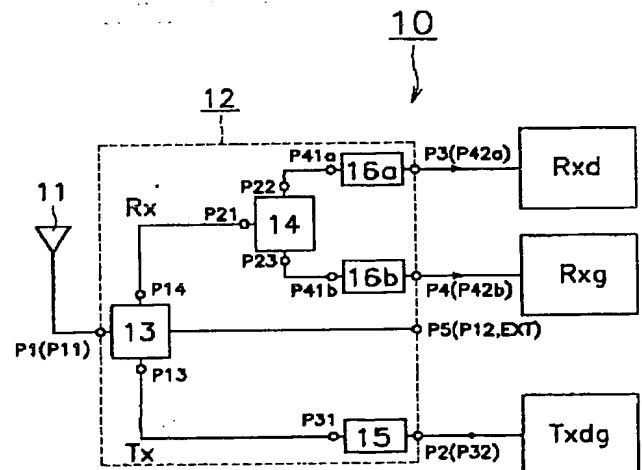 10
12
11
Rx
P41a
16a
P3(P42a)
Rxd
P22
P21
14
P23
P41b
16b
P4(P42b)
Rxg
P14
13
P1(P11)
P5(P12,EXT)
P13
P31
15
Tx
P2(P32)
Txdg